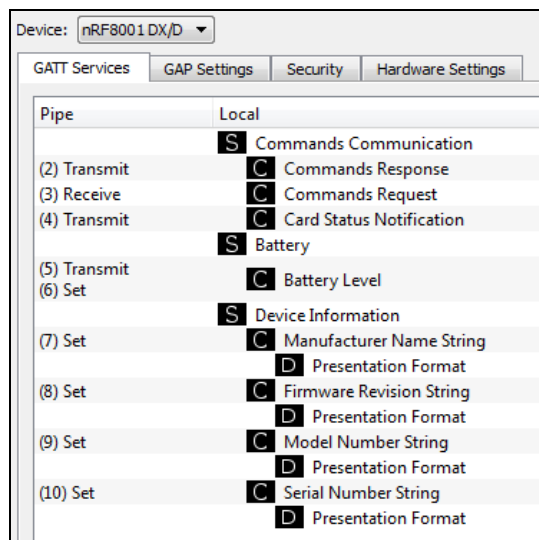 Device: nRF8001 DX/D
GATT Services GAP Settings Security Hardware Settings
Pipe Local
S Commands Communication
(2) Transmit C Commands Response
(3) Receive C Commands Request
(4) Transmit C Card Status Notification
S Battery
(5) Transmit
(6) Set C Battery Level
S Device Information
(7) Set C Manufacturer Name String
D Presentation Format
(8) Set C Firmware Revision String
D Presentation Format
(9) Set C Model Number String
D Presentation Format
(10) Set C Serial Number String
D Presentation Format